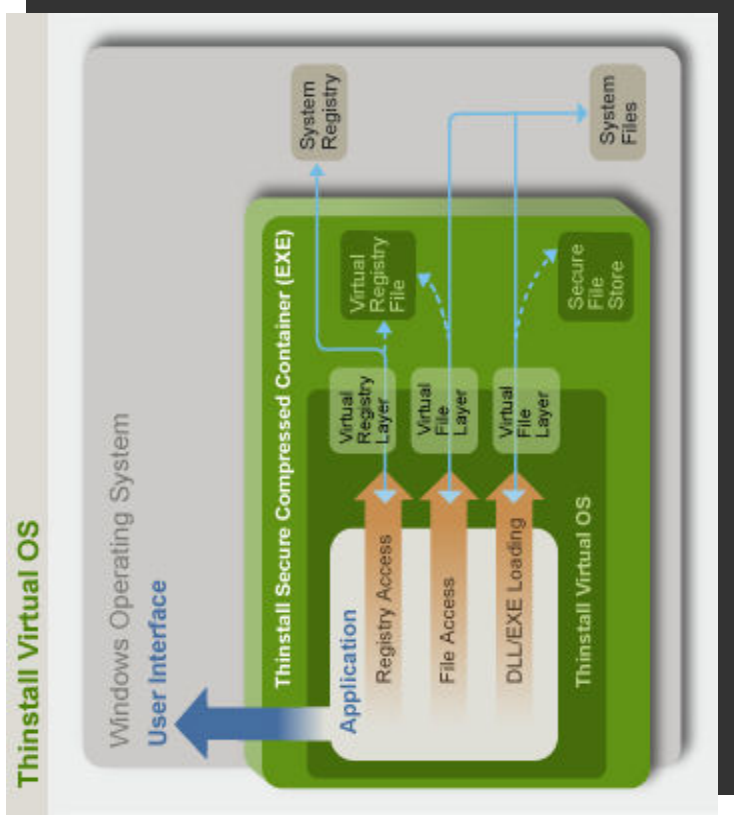 Thinstall Virtual OS
Windows Operating System
User Interface
Thinstall Secure Compressed Container (EXE)
System
Registry
Application
Registry Access
Virtual
Registry
Layer
Virtual
Registry
File
File Access
Virtual
File
Layer
DLL/EXE Loading
Virtual
File
Layer
Secure
File
Store
System
Files
Thinstall Virtual OS